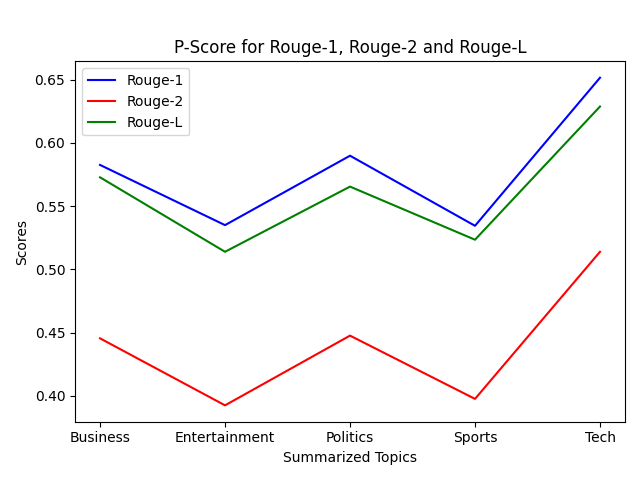 P-Score for Rouge-1, Rouge-2 and Rouge-L
Rouge-1
Rouge-2
Rouge-L
Scores
0.65
0.60
0.55
0.50
0.45
0.40
Business Entertainment Politics Sports Tech
Summarized Topics